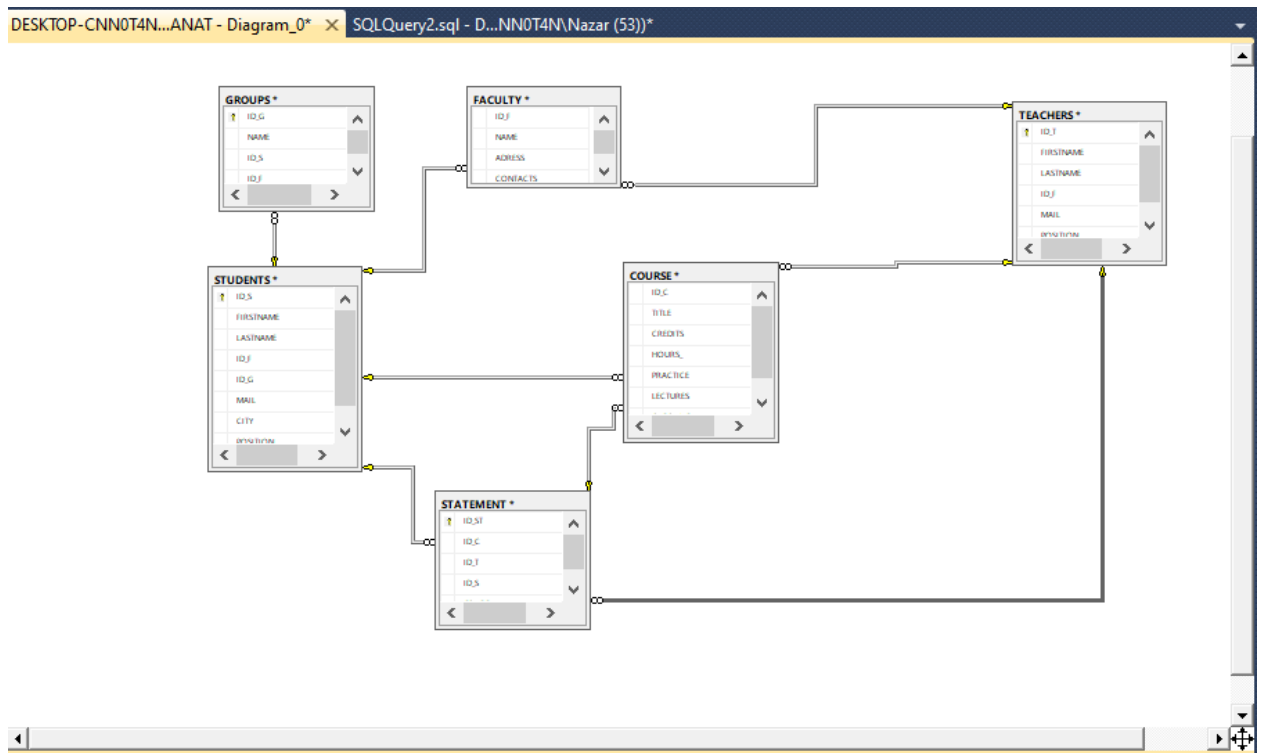 DESKTOP-CNN0T4N...ANAT - Diagram_0* SQLQuery2.sql - D...NN0T4N\Nazar (53))*
GROUPS *
ID_G
NAME
ID_S
ID_F
FACULTY *
ID_F
NAME
ADRESS
CONTACTS
TEACHERS *
ID_T
FIRSTNAME
LASTNAME
ID_F
MAIL
POSITION
STUDENTS *
ID_S
FIRSTNAME
LASTNAME
ID_F
ID_G
MAIL
CITY
POSITION
COURSE *
ID_C
TITLE
CREDITS
HOURS_
PRACTICE
LECTURES
STATEMENT *
ID_ST
ID_C
ID_T
ID_S